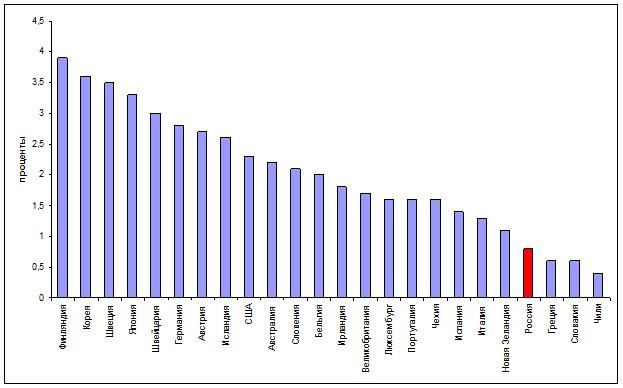 4,5
4
3,5
3
2,5
2
1,5
1
0,5
0
проценты
Финляндия
Корея
Швеция
Япония
Швейцария
Германия
Австрия
Исландия
США
Австралия
Словения
Бельгия
Ирландия
Великобритания
Люксембург
Португалия
Чехия
Испания
Италия
Новая Зеландия
Россия
Греция
Словакия
Чили